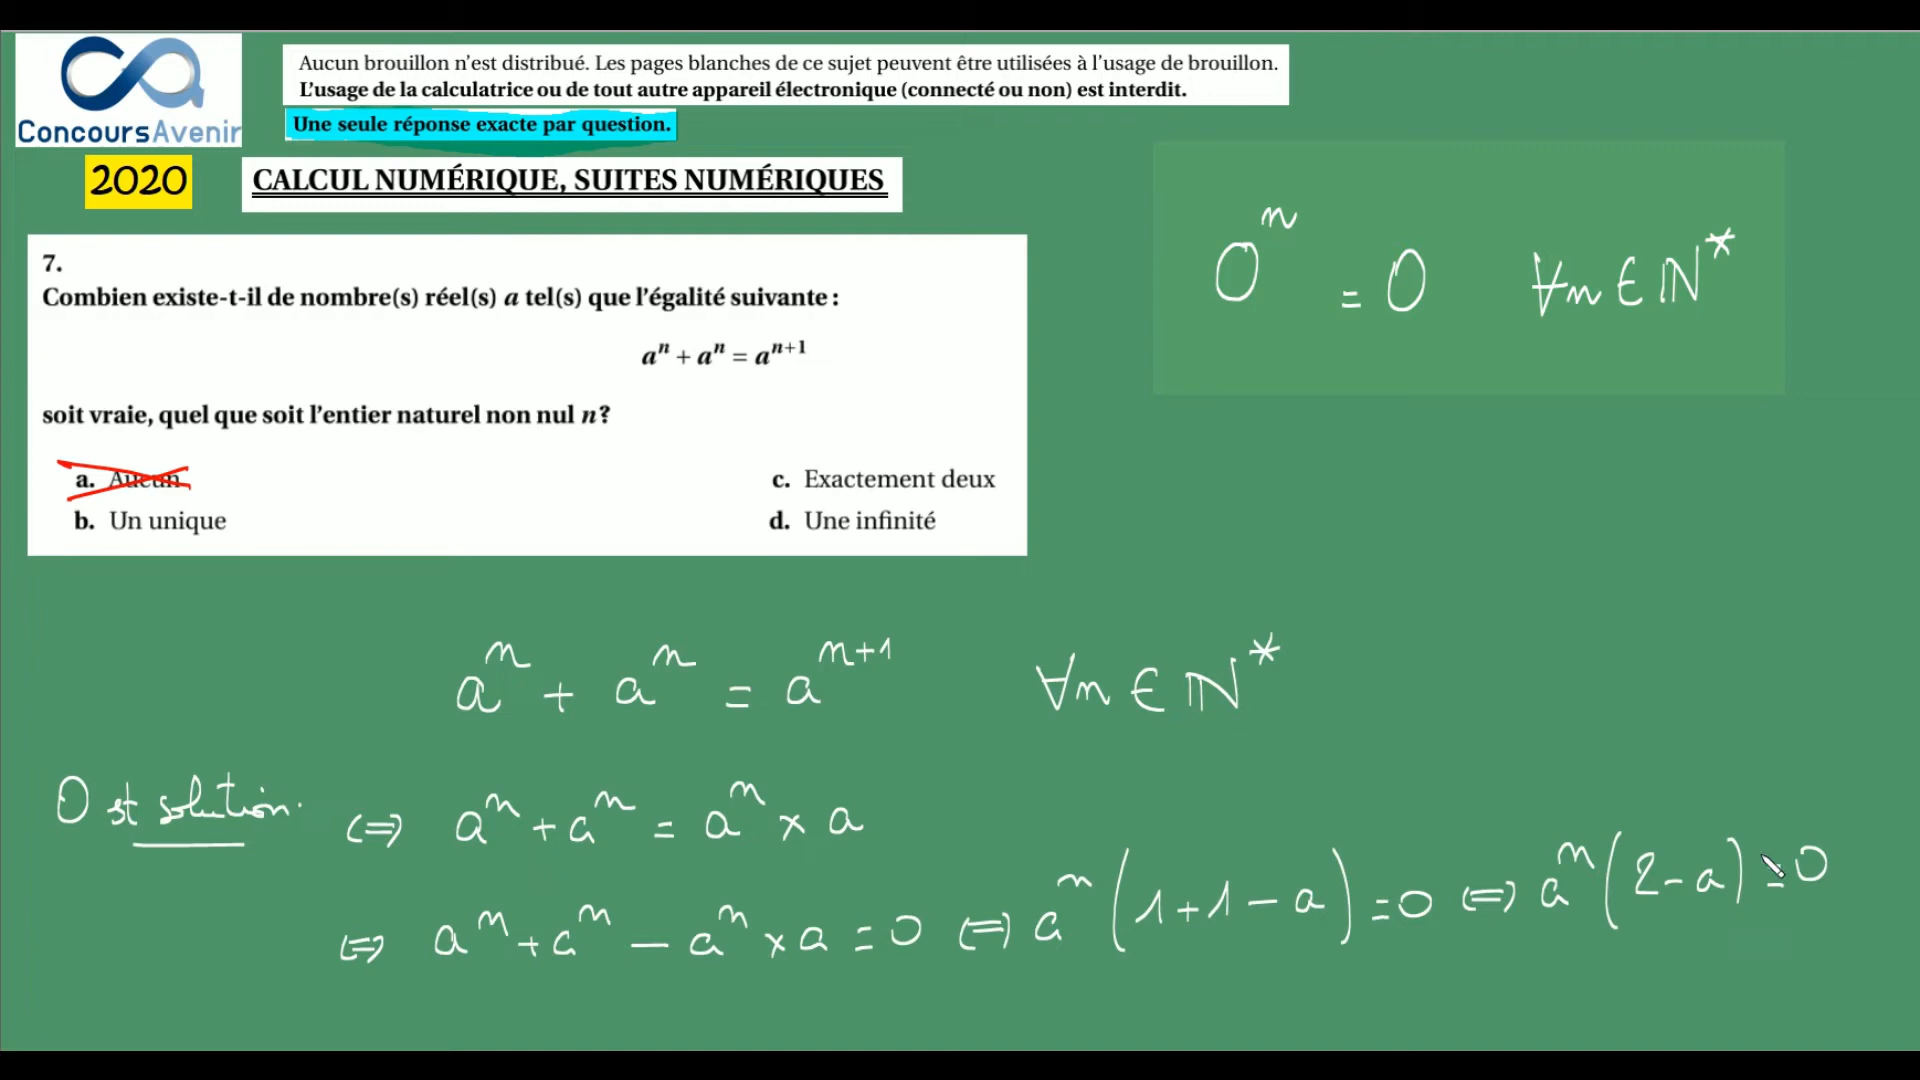 ConcoursAvenir
Aucun brouillon n'est distribué. Les pages blanches de ce sujet peuvent être utilisées à l'usage de brouillon.
L'usage de la calculatrice ou de tout autre appareil électronique (connecté ou non) est interdit.
Une seule réponse exacte par question.
2020
CALCUL NUMÉRIQUE, SUITES NUMÉRIQUES
0ⁿ = 0 ∀n ∈ ℕ*
7.
Combien existe-t-il de nombre(s) réel(s) a tel(s) que l'égalité suivante :
aⁿ + aⁿ = aⁿ⁺¹
soit vraie, quel que soit l'entier naturel non nul n ?
a. Aucun
b. Un unique
c. Exactement deux
d. Une infinité
aⁿ + aⁿ = aⁿ⁺¹ ∀n ∈ ℕ*
0 est solution. ⇔ aⁿ + aⁿ = aⁿ × a
⇔ aⁿ + aⁿ − aⁿ × a = 0 ⇔ aⁿ(1+1−a) = 0 ⇔ aⁿ(2−a) = 0